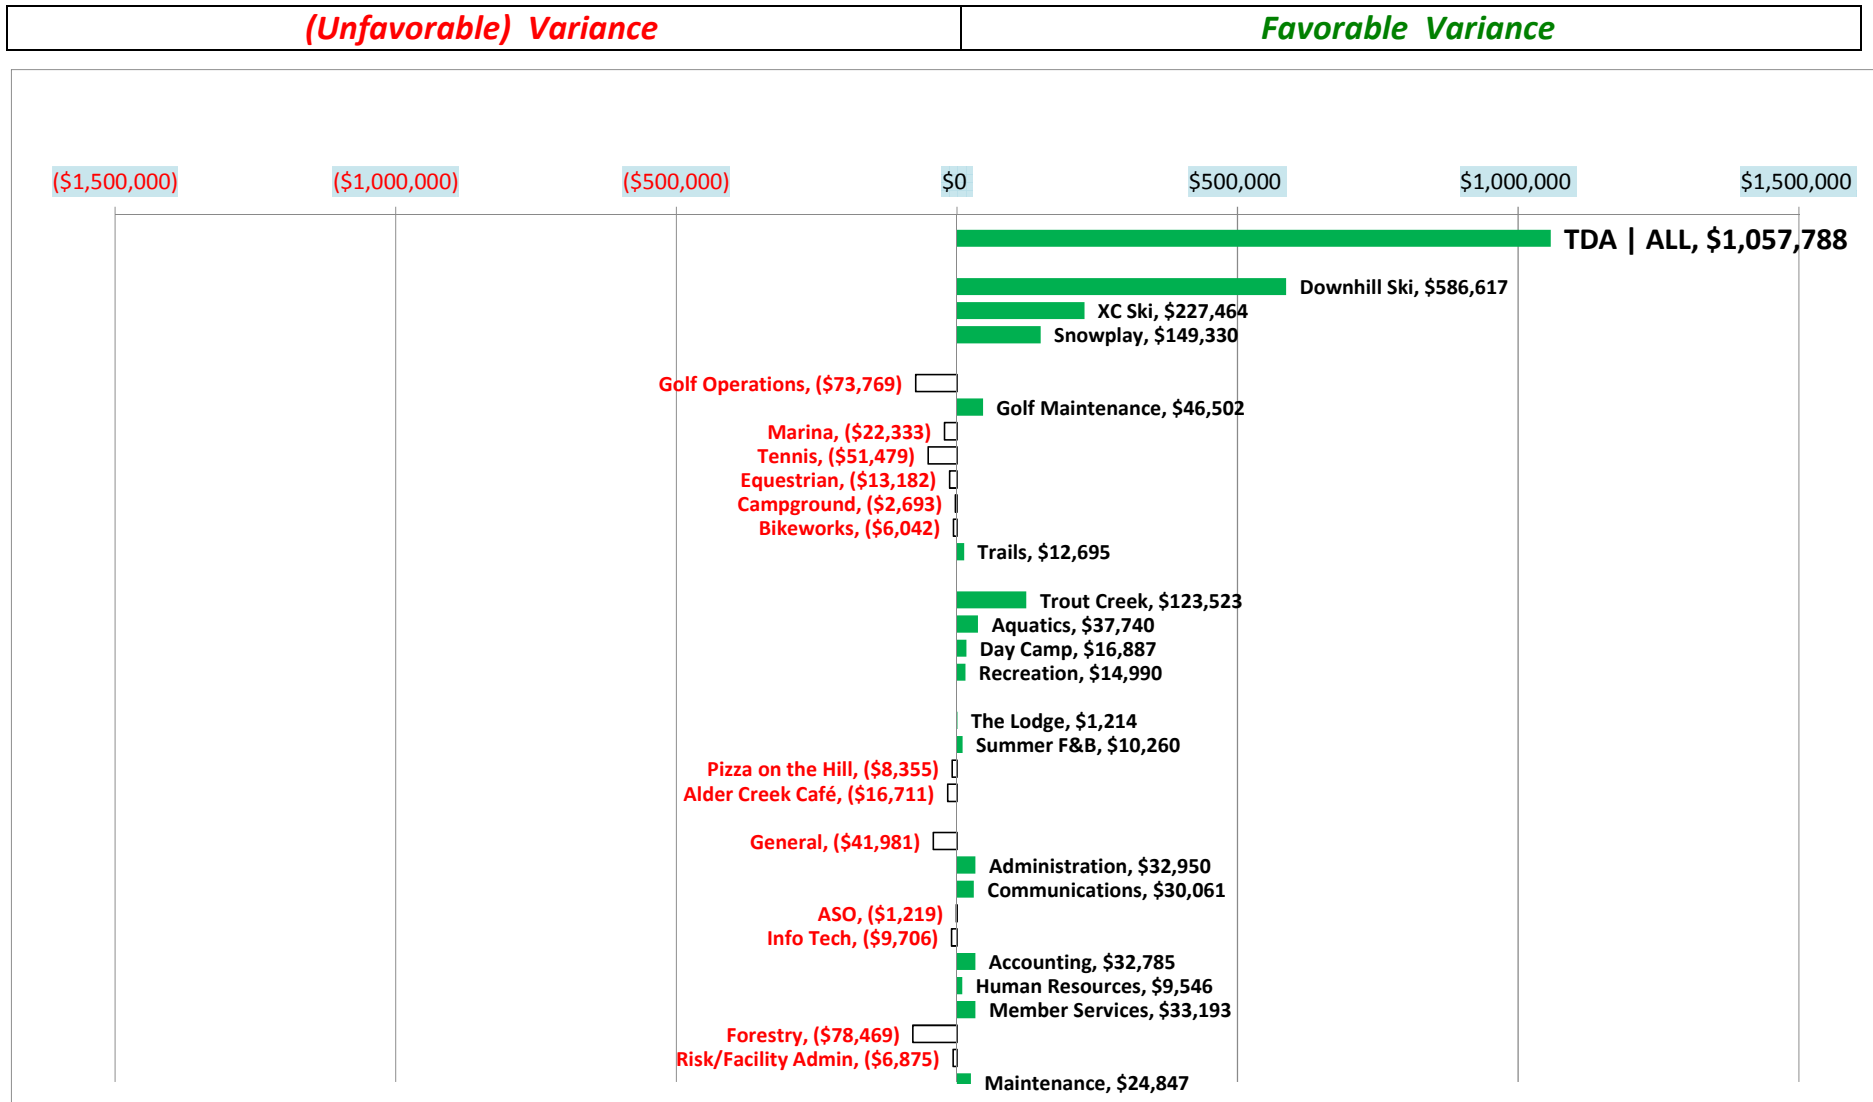 (Unfavorable) Variance
Favorable Variance
($1,500,000) ($1,000,000) ($500,000) $0 $500,000 $1,000,000 $1,500,000
TDA | ALL, $1,057,788
Downhill Ski, $586,617
XC Ski, $227,464
Snowplay, $149,330
Golf Operations, ($73,769)
Golf Maintenance, $46,502
Marina, ($22,333)
Tennis, ($51,479)
Equestrian, ($13,182)
Campground, ($2,693)
Bikeworks, ($6,042)
Trails, $12,695
Trout Creek, $123,523
Aquatics, $37,740
Day Camp, $16,887
Recreation, $14,990
The Lodge, $1,214
Summer F&B, $10,260
Pizza on the Hill, ($8,355)
Alder Creek Café, ($16,711)
General, ($41,981)
Administration, $32,950
Communications, $30,061
ASO, ($1,219)
Info Tech, ($9,706)
Accounting, $32,785
Human Resources, $9,546
Member Services, $33,193
Forestry, ($78,469)
Risk/Facility Admin, ($6,875)
Maintenance, $24,847